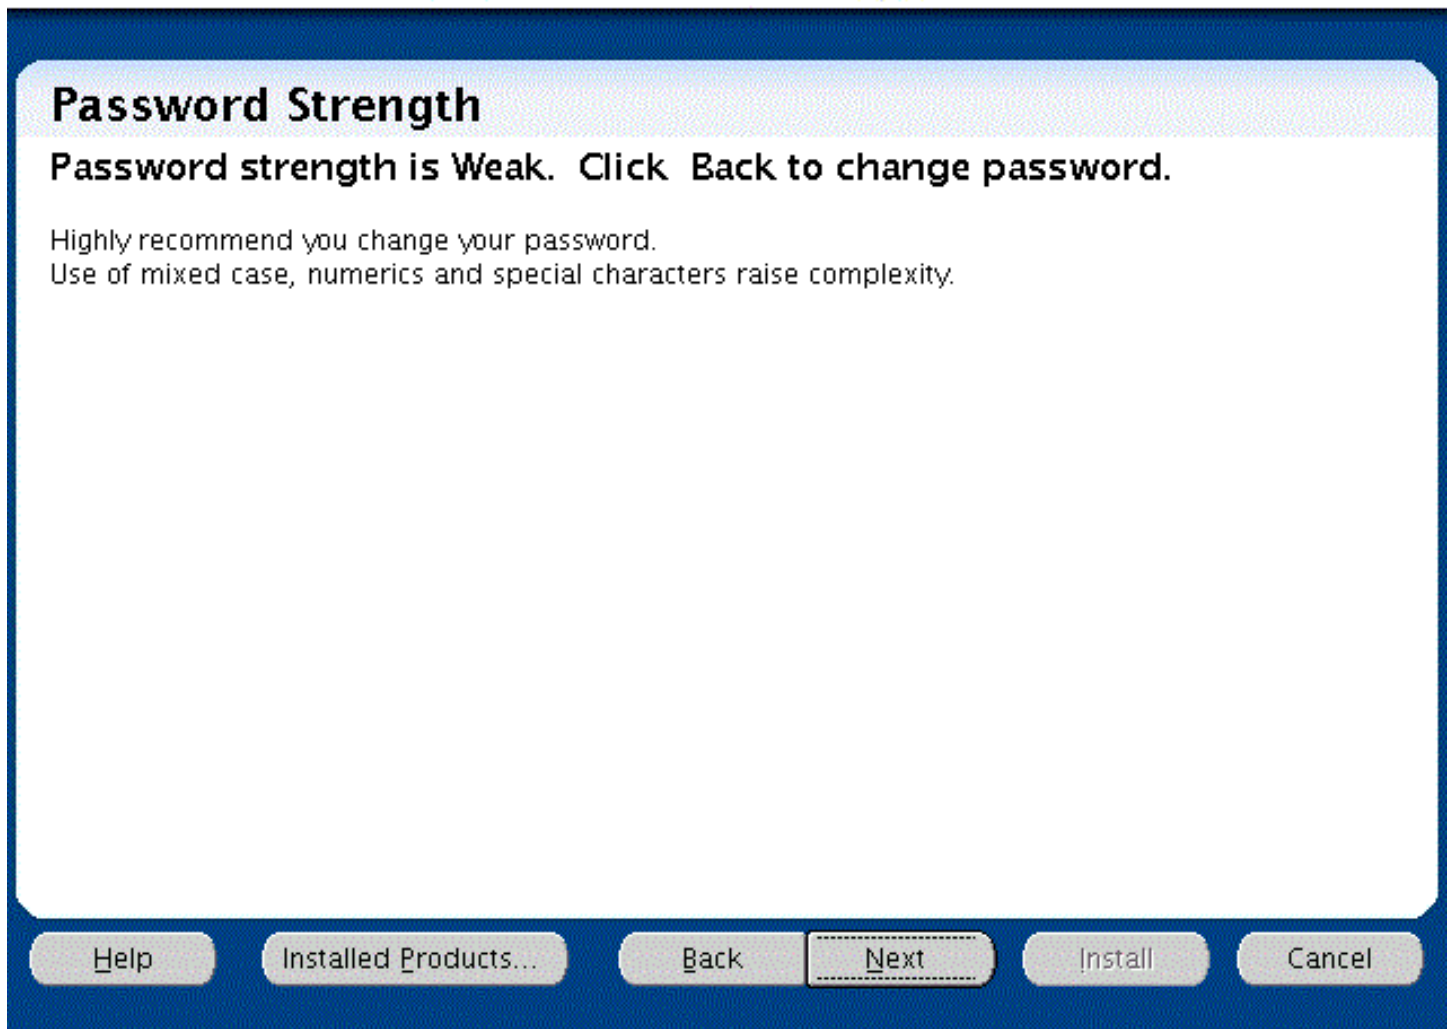 Password Strength
Password strength is Weak.  Click  Back to change password.
Highly recommend you change your password.
Use of mixed case, numerics and special characters raise complexity.
Help
Installed Products...
Back
Next
Install
Cancel